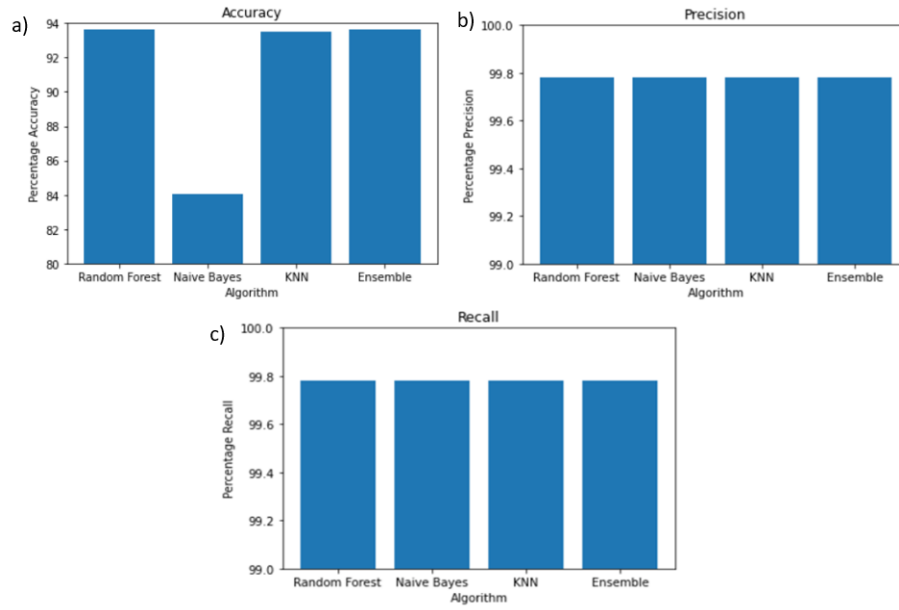 a)
Accuracy
Percentage Accuracy
94
92
90
88
86
84
82
80
Random Forest Naive Bayes KNN Ensemble
Algorithm
b)
Precision
Percentage Precision
100.0
99.8
99.6
99.4
99.2
99.0
Random Forest Naive Bayes KNN Ensemble
Algorithm
c)
Recall
Percentage Recall
100.0
99.8
99.6
99.4
99.2
99.0
Random Forest Naive Bayes KNN Ensemble
Algorithm